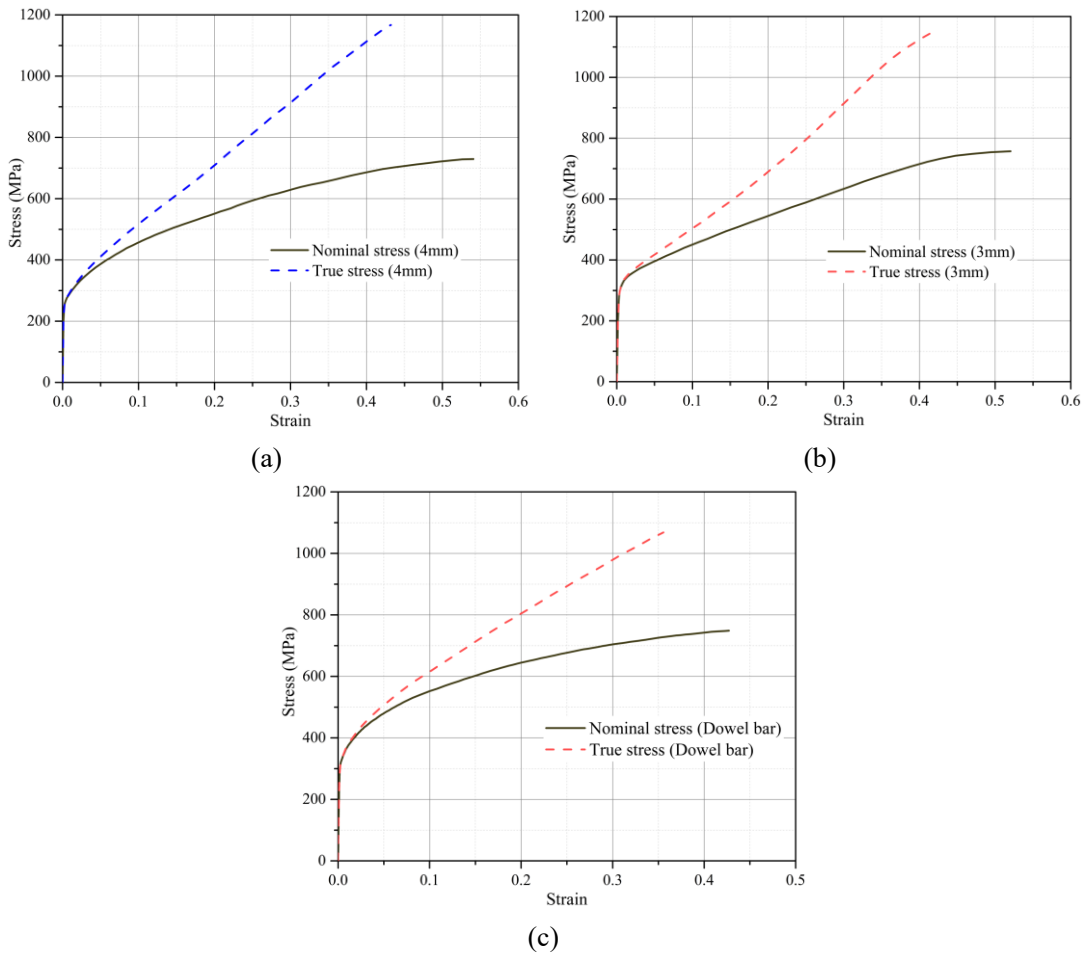 1200
1000
800
600
400
200
0
Stress (MPa)
Nominal stress (4mm)
True stress (4mm)
0.0 0.1 0.2 0.3 0.4 0.5 0.6
Strain
(a)
1200
1000
800
600
400
200
0
Stress (MPa)
Nominal stress (3mm)
True stress (3mm)
0.0 0.1 0.2 0.3 0.4 0.5 0.6
Strain
(b)
1200
1000
800
600
400
200
0
Stress (MPa)
Nominal stress (Dowel bar)
True stress (Dowel bar)
0.0 0.1 0.2 0.3 0.4 0.5
Strain
(c)